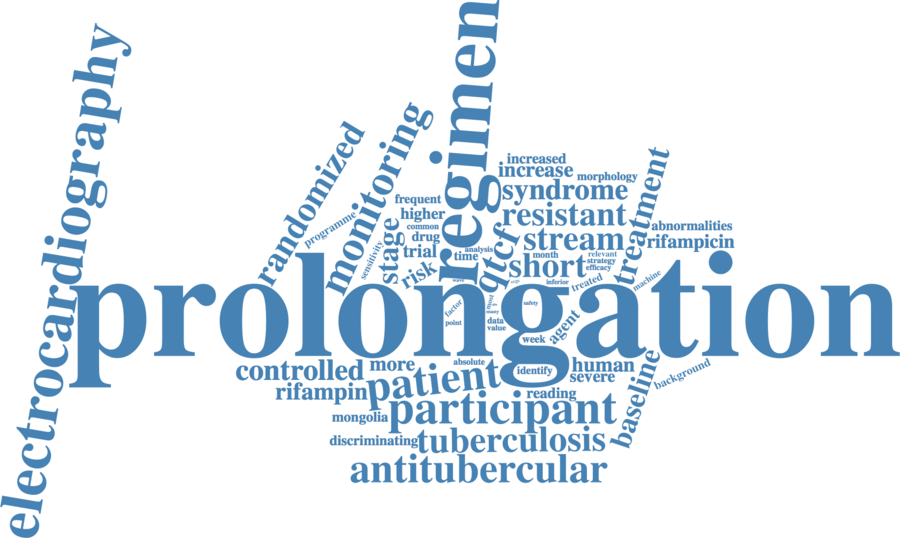 electrocardiography
prolongation
regimen
randomized
monitoring
programme
sensitivity
stage
frequent
higher
common
drug
trial
risk
time
analysis
qtcf
increased
increase
morphology
syndrome
resistant
stream
month
relevant
strategy
efficacy
short
treatment
abnormalities
rifampicin
machine
treated
inferior
safety
factor
point
most
data
value
week
agent
identify
absolute
controlled
more
human
severe
rifampin
patient
reading
baseline
background
mongolia
participant
discriminating
tuberculosis
antitubercular